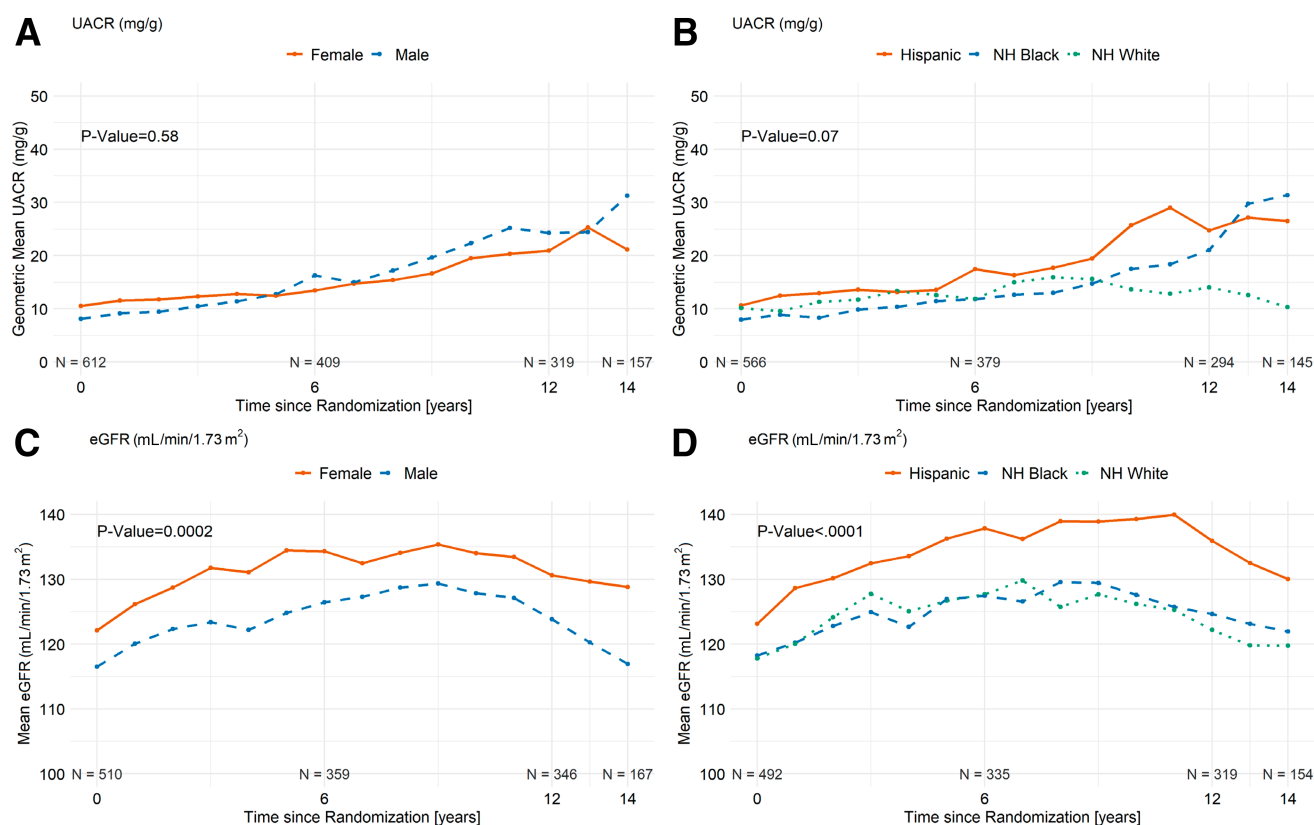 A
UACR (mg/g)
Female Male
P-Value=0.58
Geometric Mean UACR (mg/g)
50
40
30
20
10
0
N = 612 N = 409 N = 319 N = 157
0 6 12 14
Time since Randomization [years]
B
UACR (mg/g)
Hispanic NH Black NH White
P-Value=0.07
Geometric Mean UACR (mg/g)
50
40
30
20
10
0
N = 566 N = 379 N = 294 N = 145
0 6 12 14
Time since Randomization [years]
C
eGFR (mL/min/1.73 m²)
Female Male
P-Value=0.0002
Mean eGFR (mL/min/1.73 m²)
140
130
120
110
100
N = 510 N = 359 N = 346 N = 167
0 6 12 14
Time since Randomization [years]
D
eGFR (mL/min/1.73 m²)
Hispanic NH Black NH White
P-Value<.0001
Mean eGFR (mL/min/1.73 m²)
140
130
120
110
100
N = 492 N = 335 N = 319 N = 154
0 6 12 14
Time since Randomization [years]